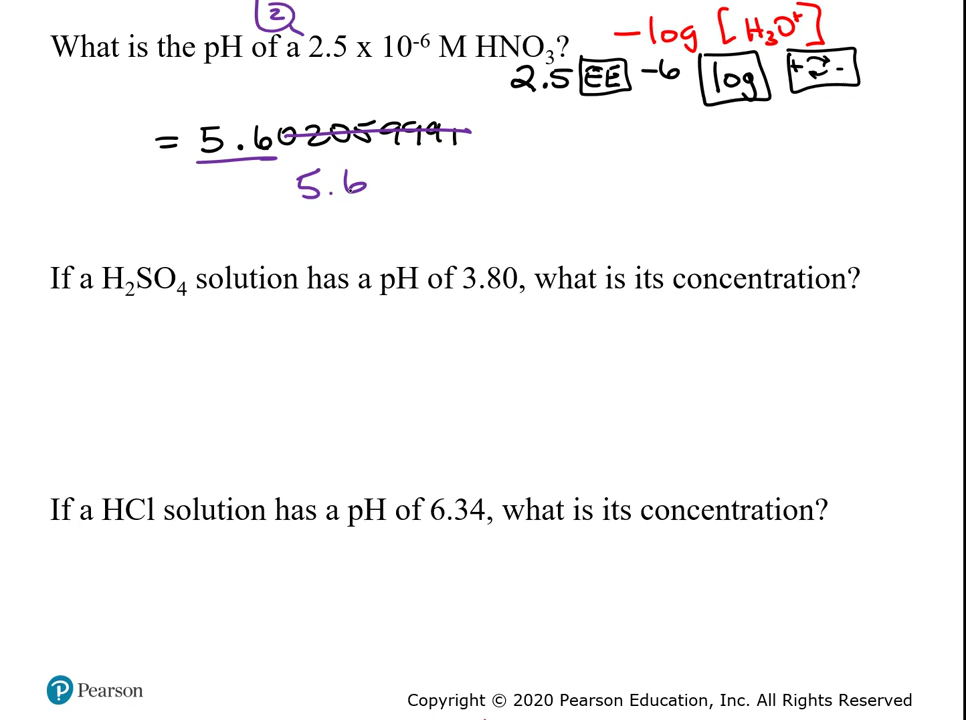 2
What is the pH of a 2.5 x 10⁻⁶ M HNO₃? −log [H₃O⁺]
2.5 EE −6 log + ⇄ -
= 5.602059991
5.6
If a H₂SO₄ solution has a pH of 3.80, what is its concentration?
If a HCl solution has a pH of 6.34, what is its concentration?
P Pearson
Copyright © 2020 Pearson Education, Inc. All Rights Reserved